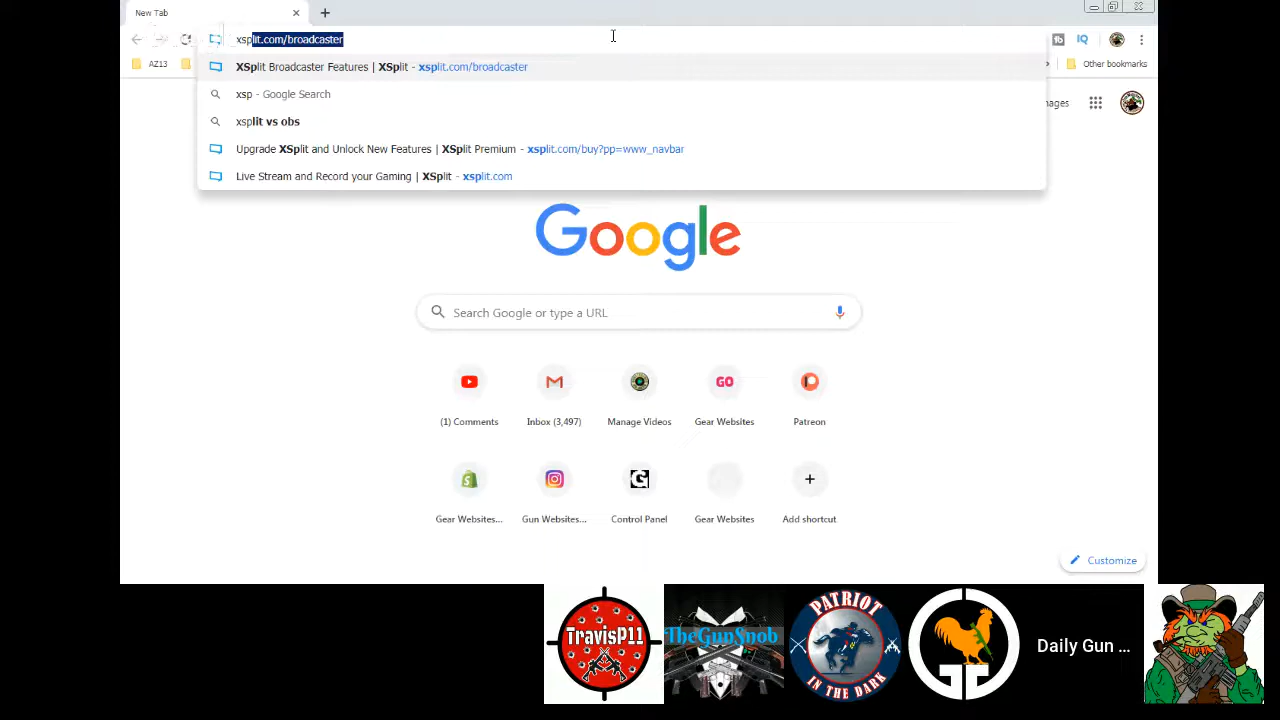 New Tab
xsplit.com/broadcaster
AZ13
XSplit Broadcaster Features | XSplit - xsplit.com/broadcaster
Other bookmarks
xsp - Google Search
xsplit vs obs
Upgrade XSplit and Unlock New Features | XSplit Premium - xsplit.com/buy?pp=www_navbar
Live Stream and Record your Gaming | XSplit - xsplit.com
ages
Google
Search Google or type a URL
GO
(1) Comments
Inbox (3,497)
Manage Videos
Gear Websites
Patreon
Gear Websites...
Gun Websites...
Control Panel
Gear Websites
Add shortcut
Customize
TravisP11
TheGunSnob
PATRIOT
IN THE DARK
Daily Gun ...